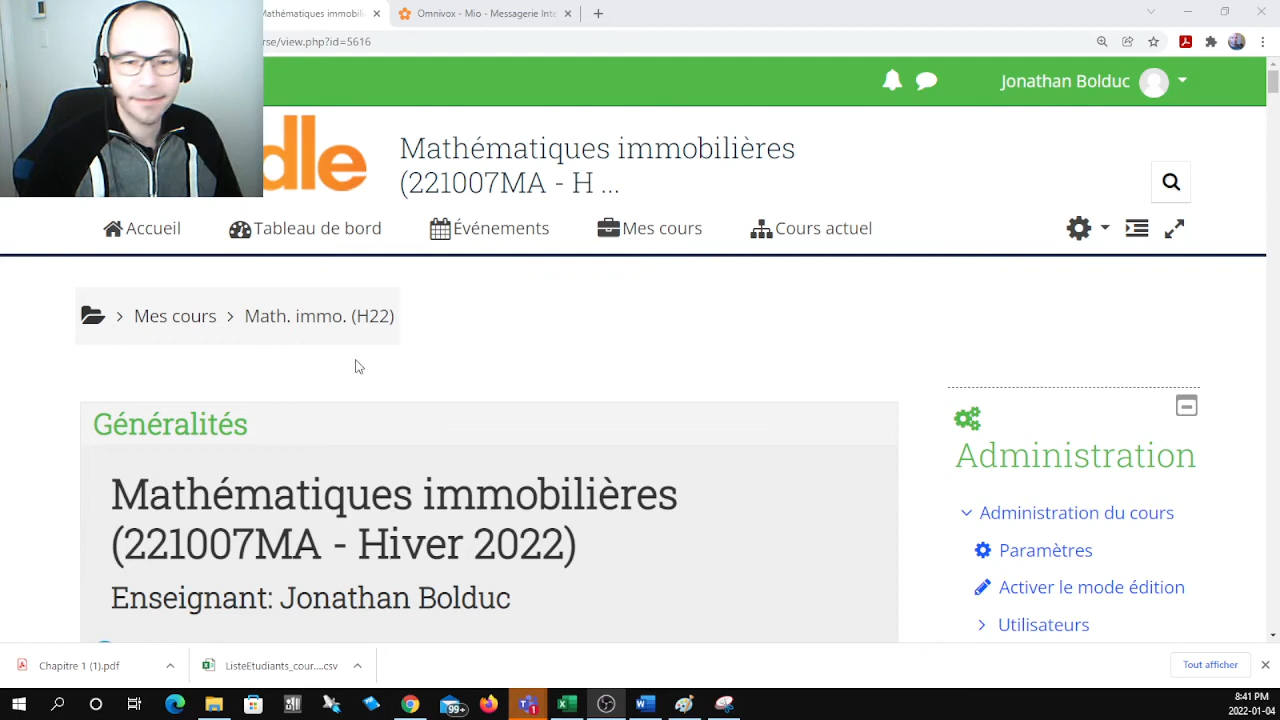 Mathématiques immobil
Omnivox - Mio - Messagerie Inte
rse/view.php?id=5616
Jonathan Bolduc
dle
Mathématiques immobilières
(221007MA - H ...
Accueil
Tableau de bord
Événements
Mes cours
Cours actuel
Mes cours
Math. immo. (H22)
Généralités
Mathématiques immobilières
(221007MA - Hiver 2022)
Enseignant: Jonathan Bolduc
Administration
Administration du cours
Paramètres
Activer le mode édition
Utilisateurs
Chapitre 1 (1).pdf
ListeEtudiants_cour....csv
Tout afficher
99+
1
8:41 PM
2022-01-04